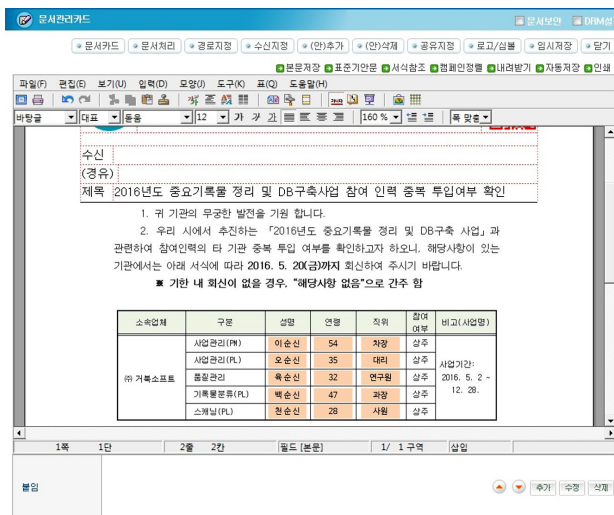 문서관리카드
문서보안 DRM설
문서카드 문서처리 경로지정 수신지정 (안)추가 (안)삭제 공유지정 로고/심볼 임시저장 닫기
본문저장 표준기안문 서식참조 캠페인정렬 내려받기 자동저장 인쇄
파일(F) 편집(E) 보기(U) 입력(D) 모양(J) 도구(K) 표(Q) 도움말(H)
바탕글 대표 돋움 12 가 가 가 160 % 폭 맞춤
수신
(경유)
제목 2016년도 중요기록물 정리 및 DB구축사업 참여 인력 중복 투입여부 확인
1. 귀 기관의 무궁한 발전을 기원 합니다.
2. 우리 시에서 추진하는 「2016년도 중요기록물 정리 및 DB구축 사업」과
관련하여 참여인력의 타 기관 중복 투입 여부를 확인하고자 하오니, 해당사항이 있는
기관에서는 아래 서식에 따라 2016. 5. 20(금)까지 회신하여 주시기 바랍니다.
※ 기한 내 회신이 없을 경우, "해당사항 없음"으로 간주 함
소속업체 구분 성명 연령 직위 참여여부 비고(사업명)
㈜ 거북소프트 사업관리(PM) 이순신 54 차장 상주 사업기간: 2016. 5. 2 ~ 12. 28.
사업관리(PL) 오순신 35 대리 상주
품질관리 육순신 32 연구원 상주
기록물분류(PL) 백순신 47 과장 상주
스캐닝(PL) 천순신 28 사원 상주
1쪽 1단 2줄 2칸 필드 [본문] 1/ 1 구역 삽입
붙임 추가 수정 삭제